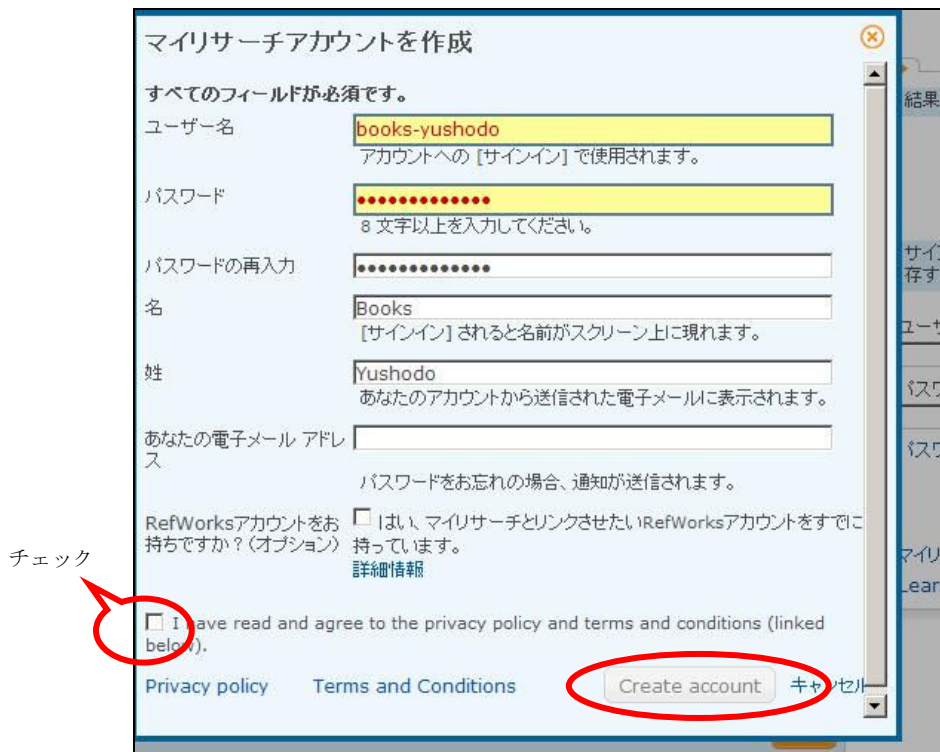 マイリサーチアカウントを作成
すべてのフィールドが必須です。
ユーザー名
books-yushodo
アカウントへの [サインイン] で使用されます。
パスワード
•••••••••••••
8 文字以上を入力してください。
パスワードの再入力
•••••••••••••
名
Books
[サインイン] されると名前がスクリーン上に現れます。
姓
Yushodo
あなたのアカウントから送信された電子メールに表示されます。
あなたの電子メール アドレ
ス
パスワードをお忘れの場合、通知が送信されます。
RefWorksアカウントをお
持ちですか？(オプション)
はい、マイリサーチとリンクさせたいRefWorksアカウントをすでに
持っています。
詳細情報
チェック
I have read and agree to the privacy policy and terms and conditions (linked
below).
Privacy policy Terms and Conditions Create account キャンセル
結果
サイン
存す
ユーザ
パスワ
パスワ
マイリ
Lear